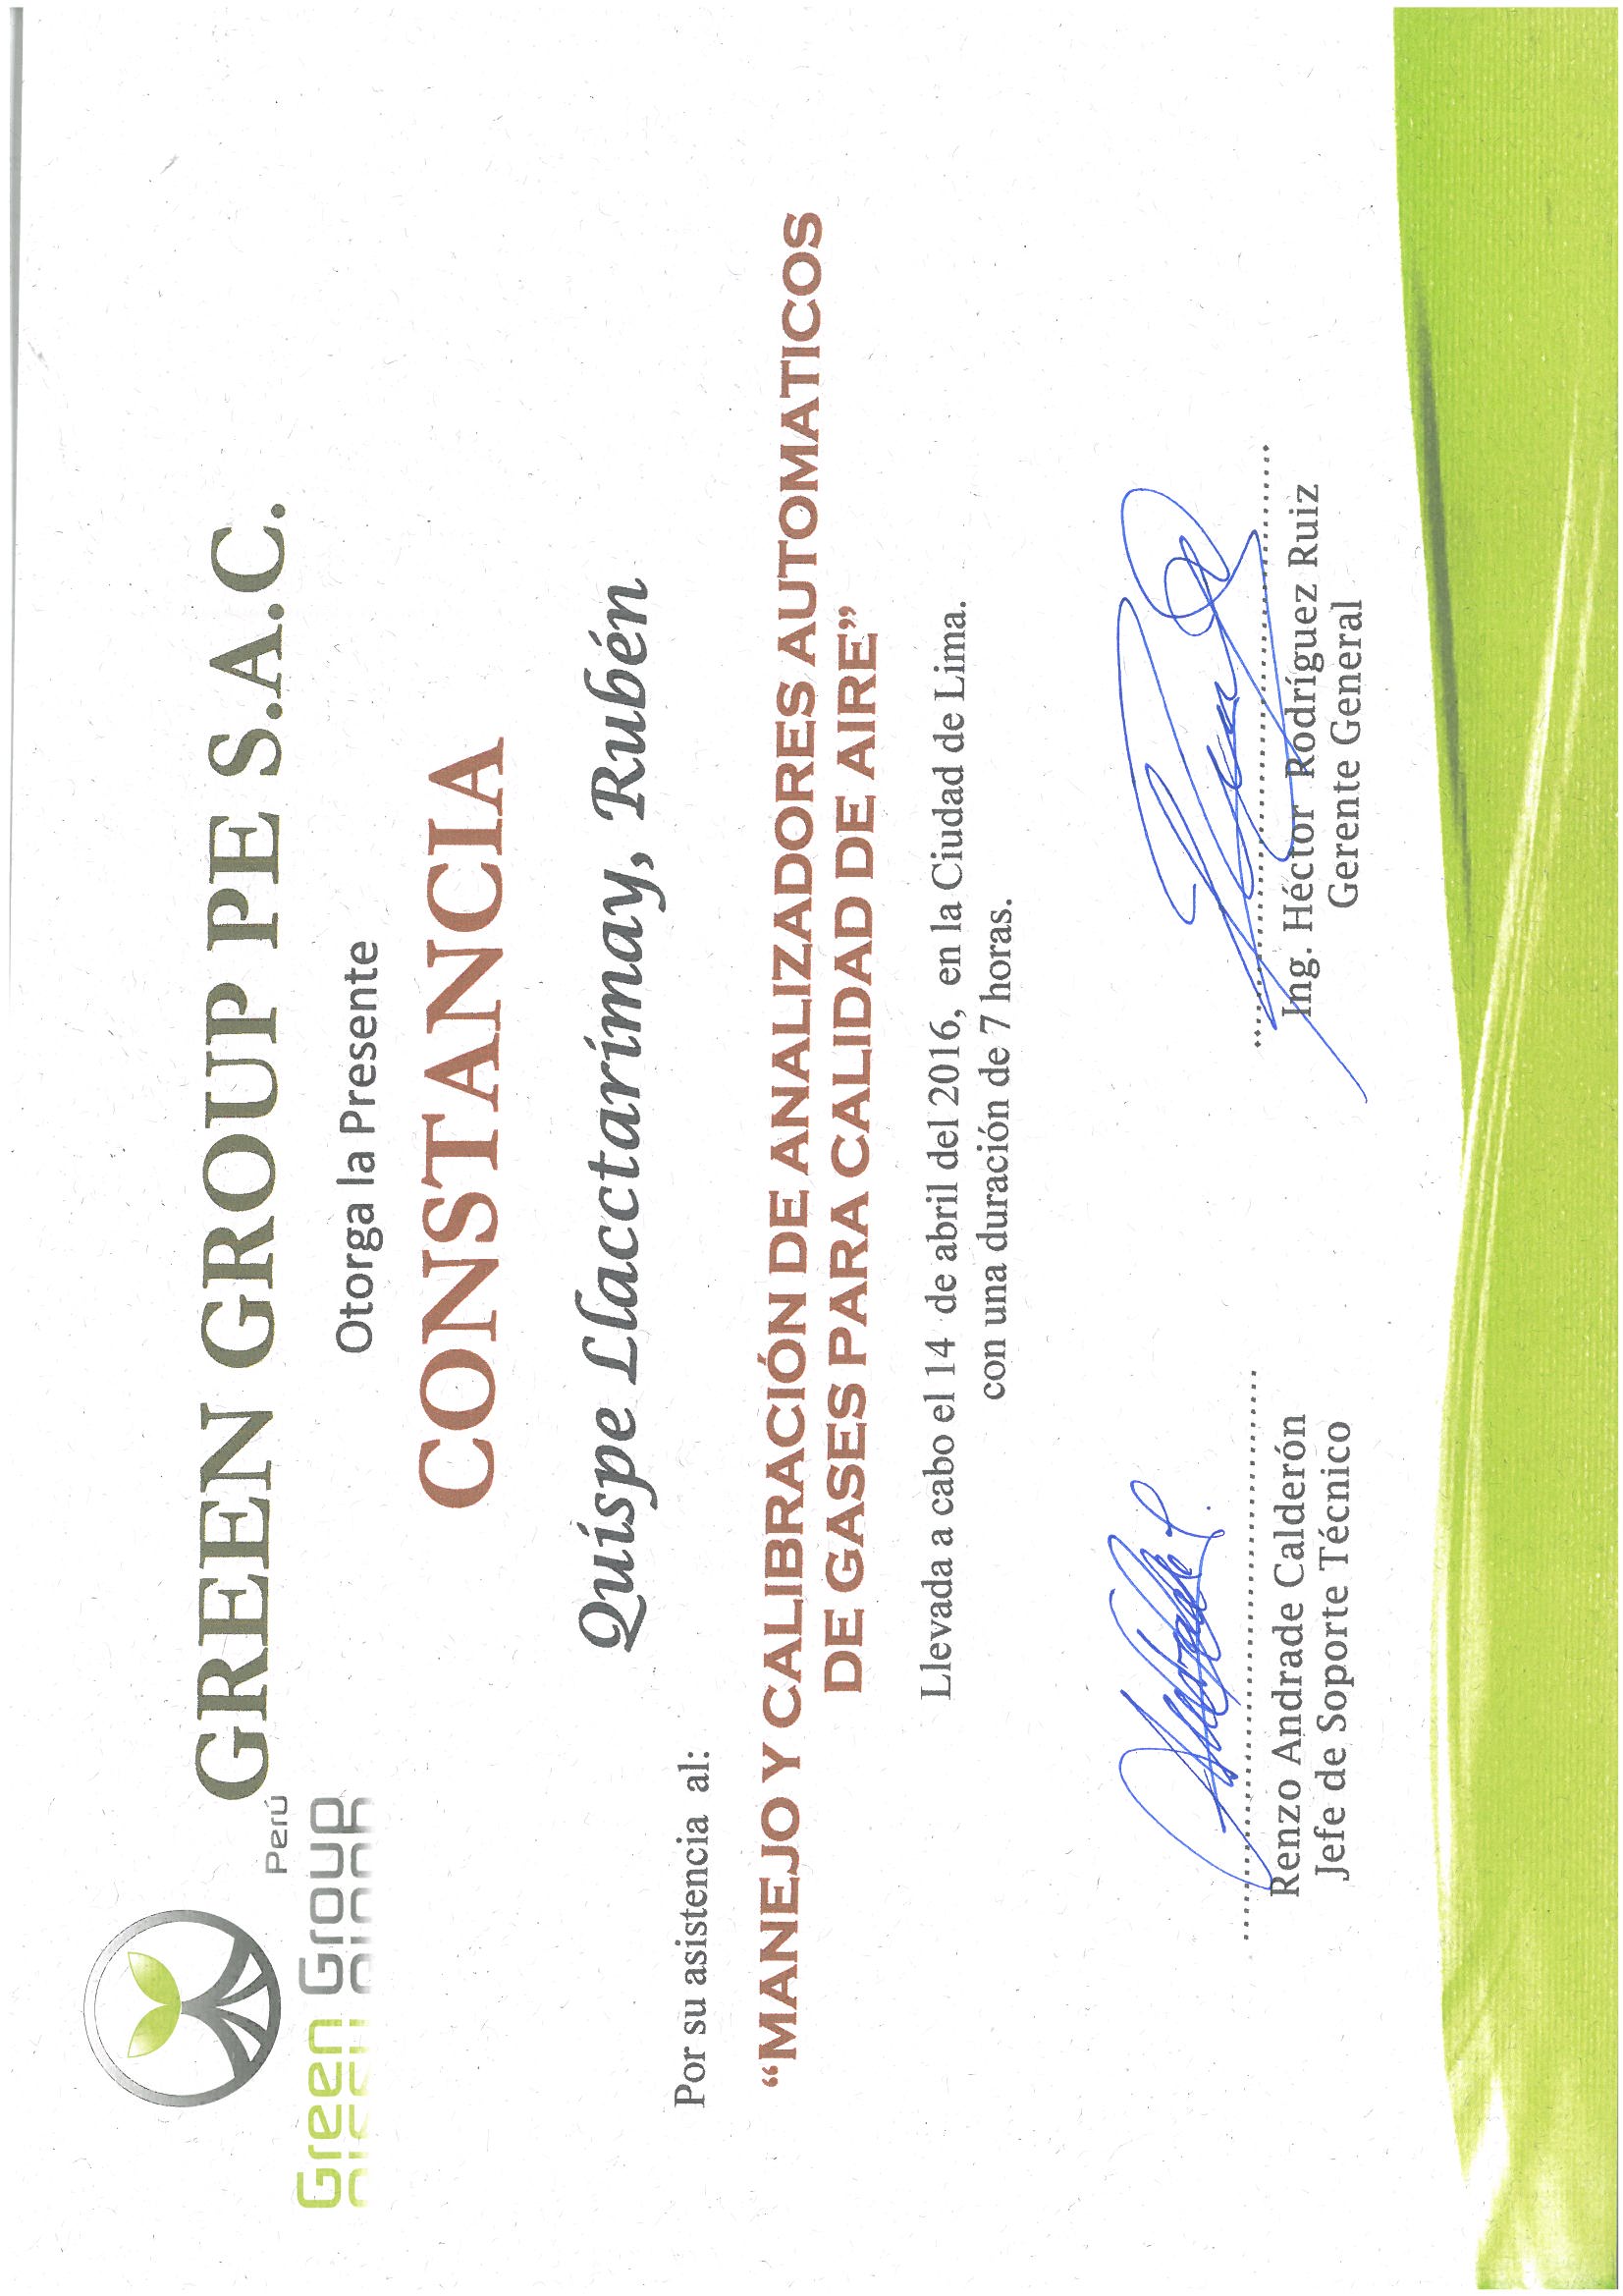 Perú
Green Group
GREEN GROUP PE S.A.C.
Otorga la Presente
CONSTANCIA
Quispe Llacctarimay, Rubén
Por su asistencia al:
“MANEJO Y CALIBRACIÓN DE ANALIZADORES AUTOMATICOS
DE GASES PARA CALIDAD DE AIRE”
Llevada a cabo el 14 de abril del 2016, en la Ciudad de Lima.
con una duración de 7 horas.
Renzo Andrade Calderón
Jefe de Soporte Técnico
Ing. Héctor Rodríguez Ruiz
Gerente General